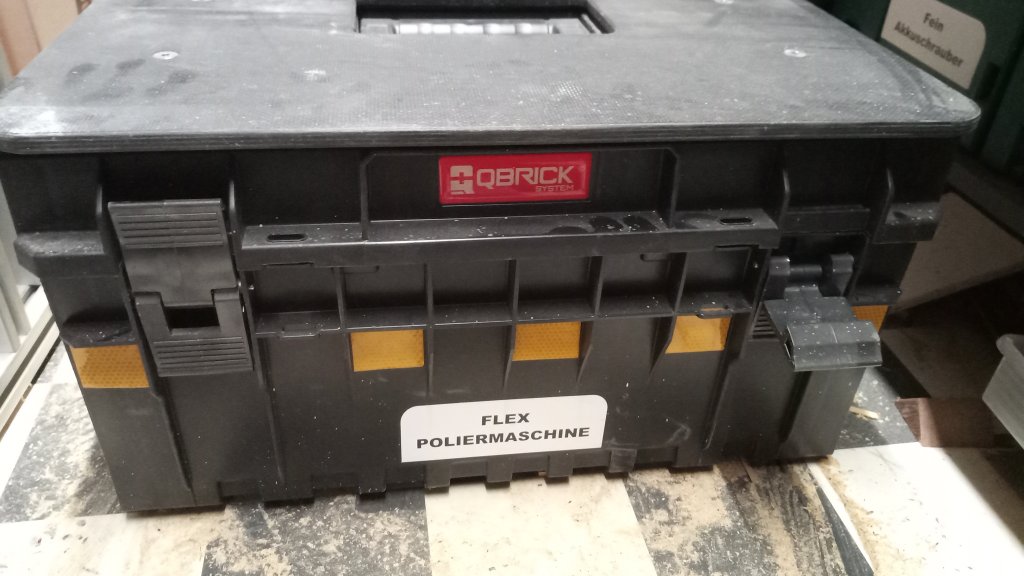 Fein
Akkuschrauber
QBRICK
SYSTEM
FLEX
POLIERMASCHINE